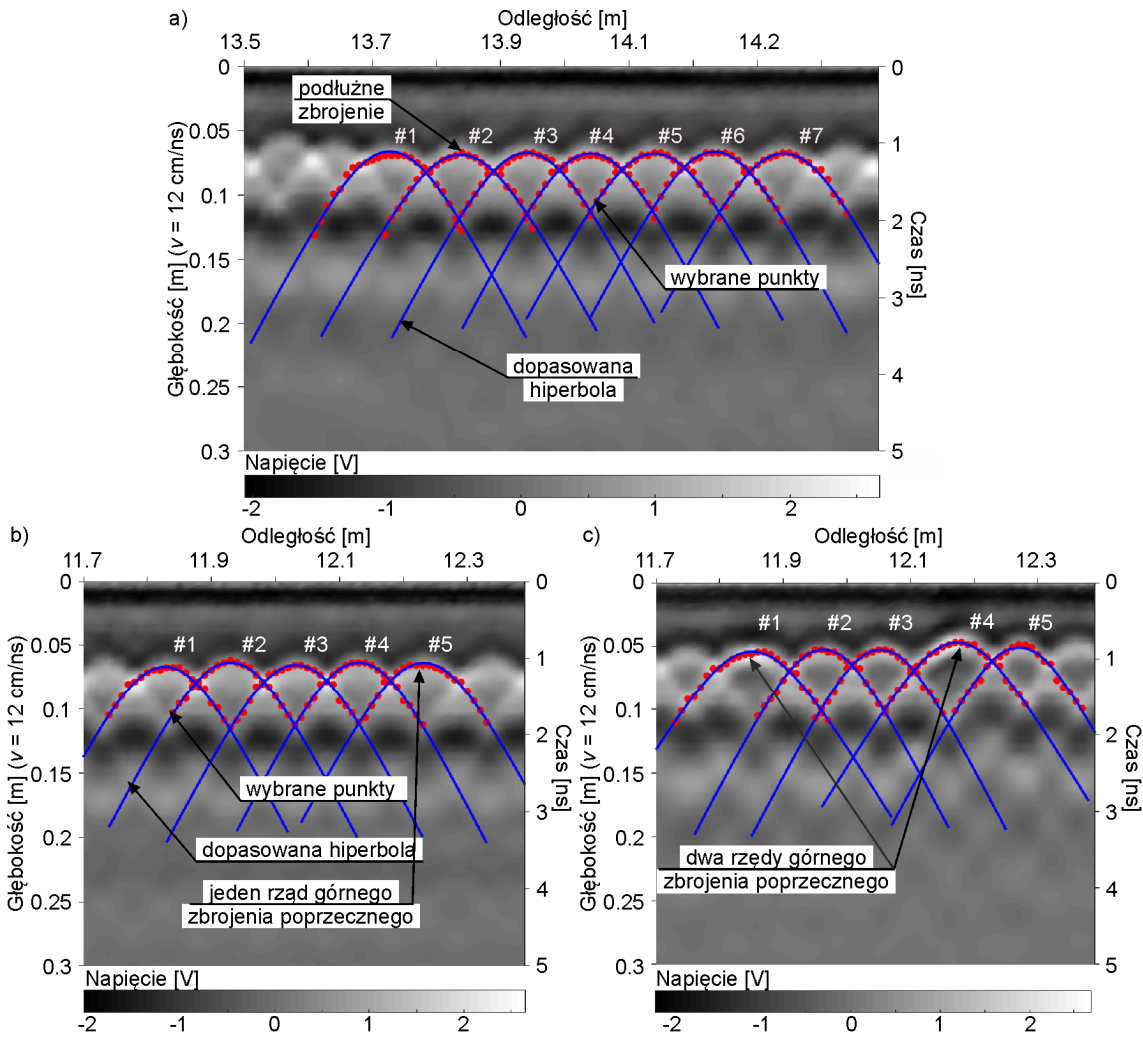 a)
Odległość [m]
13.5 13.7 13.9 14.1 14.2
0 0
0.05 1
0.1
2
0.15
3
0.2
0.25 4
0.3 5
Głębokość [m] (v = 12 cm/ns)
Czas [ns]
podłużne
zbrojenie
#1 #2 #3 #4 #5 #6 #7
wybrane punkty
dopasowana
hiperbola
Napięcie [V]
-2 -1 0 1 2
b)
Odległość [m]
11.7 11.9 12.1 12.3
0 0
0.05 1
0.1
2
0.15
3
0.2
0.25 4
0.3 5
Głębokość [m] (v = 12 cm/ns)
Czas [ns]
#1 #2 #3 #4 #5
wybrane punkty
dopasowana hiperbola
jeden rząd górnego
zbrojenia poprzecznego
Napięcie [V]
-2 -1 0 1 2
c)
Odległość [m]
11.7 11.9 12.1 12.3
0 0
0.05 1
0.1
2
0.15
3
0.2
0.25 4
0.3 5
Głębokość [m] (v = 12 cm/ns)
Czas [ns]
#1 #2 #3 #4 #5
dwa rzędy górnego
zbrojenia poprzecznego
Napięcie [V]
-2 -1 0 1 2